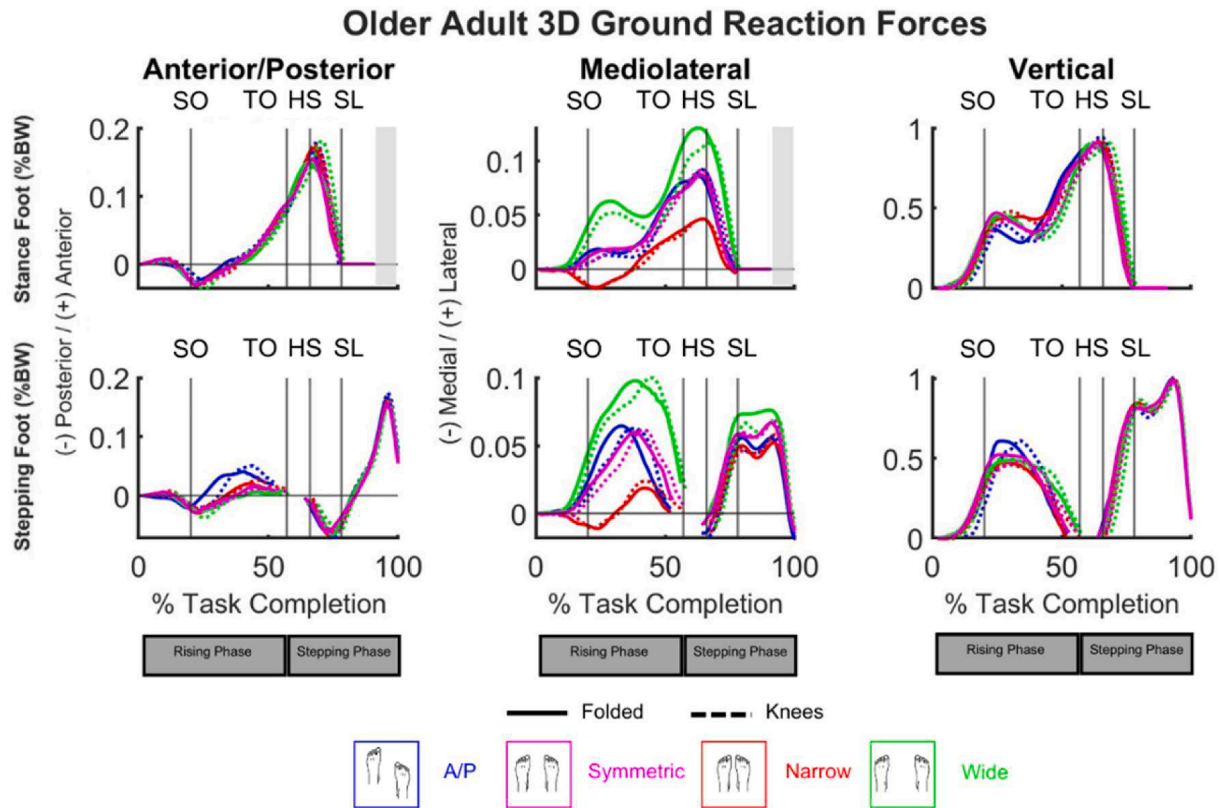 Older Adult 3D Ground Reaction Forces
Anterior/Posterior Mediolateral Vertical
SO TO HS SL SO TO HS SL SO TO HS SL
Stance Foot (%BW)
0.2
0.1
0
0.1
0.05
0
1
0.5
0
(-) Posterior / (+) Anterior
(-) Medial / (+) Lateral
SO TO HS SL SO TO HS SL SO TO HS SL
Stepping Foot (%BW)
0.2
0.1
0
0.1
0.05
0
1
0.5
0
0 50 100 0 50 100 0 50 100
% Task Completion % Task Completion % Task Completion
Rising Phase Stepping Phase Rising Phase Stepping Phase Rising Phase Stepping Phase
Folded Knees
A/P Symmetric Narrow Wide